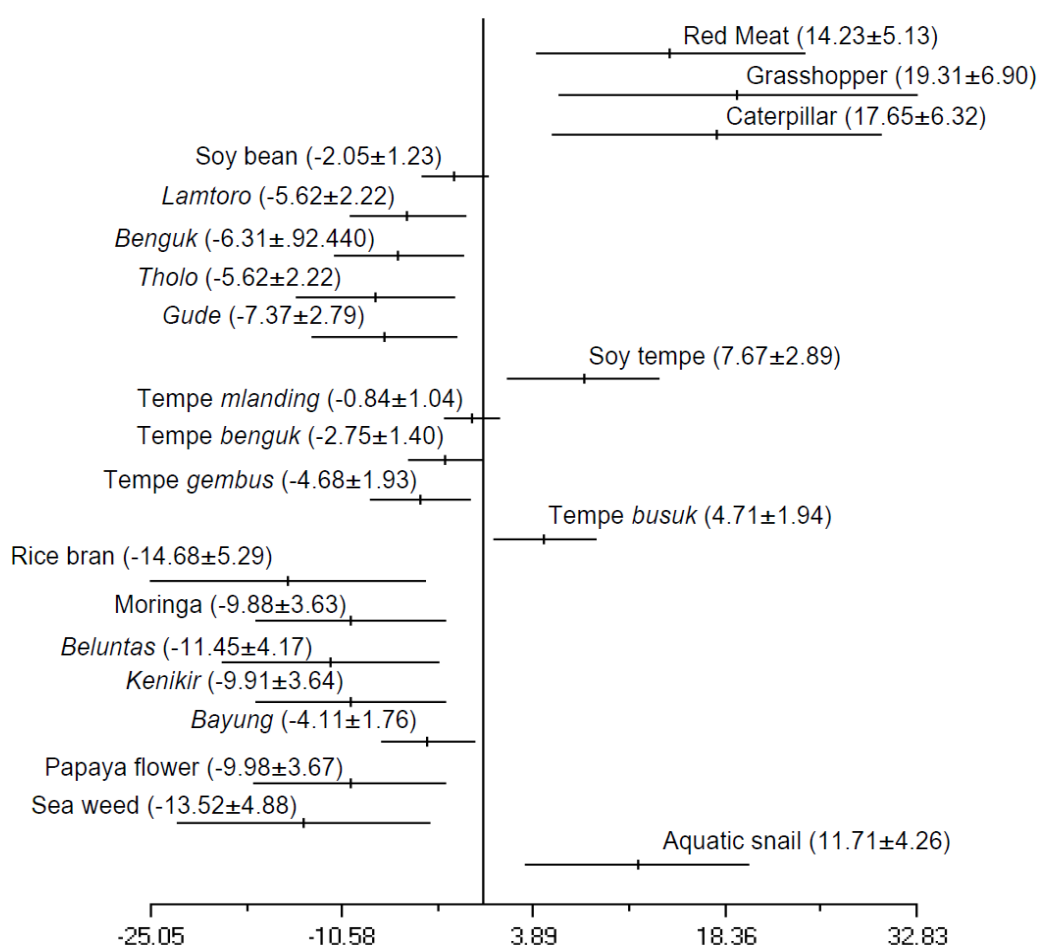 Red Meat (14.23±5.13)
Grasshopper (19.31±6.90)
Caterpillar (17.65±6.32)
Soy bean (-2.05±1.23)
Lamtoro (-5.62±2.22)
Benguk (-6.31±.92.440)
Tholo (-5.62±2.22)
Gude (-7.37±2.79)
Soy tempe (7.67±2.89)
Tempe mlanding (-0.84±1.04)
Tempe benguk (-2.75±1.40)
Tempe gembus (-4.68±1.93)
Tempe busuk (4.71±1.94)
Rice bran (-14.68±5.29)
Moringa (-9.88±3.63)
Beluntas (-11.45±4.17)
Kenikir (-9.91±3.64)
Bayung (-4.11±1.76)
Papaya flower (-9.98±3.67)
Sea weed (-13.52±4.88)
Aquatic snail (11.71±4.26)
-25.05 -10.58 3.89 18.36 32.83